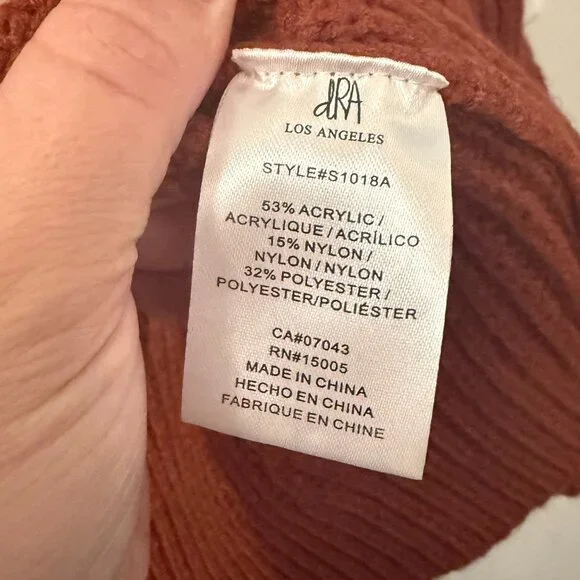 dRA
LOS ANGELES
STYLE#S1018A
53% ACRYLIC /
ACRYLIQUE / ACRÍLICO
15% NYLON /
NYLON / NYLON
32% POLYESTER /
POLYESTER/POLIÉSTER
CA#07043
RN#15005
MADE IN CHINA
HECHO EN CHINA
FABRIQUE EN CHINE